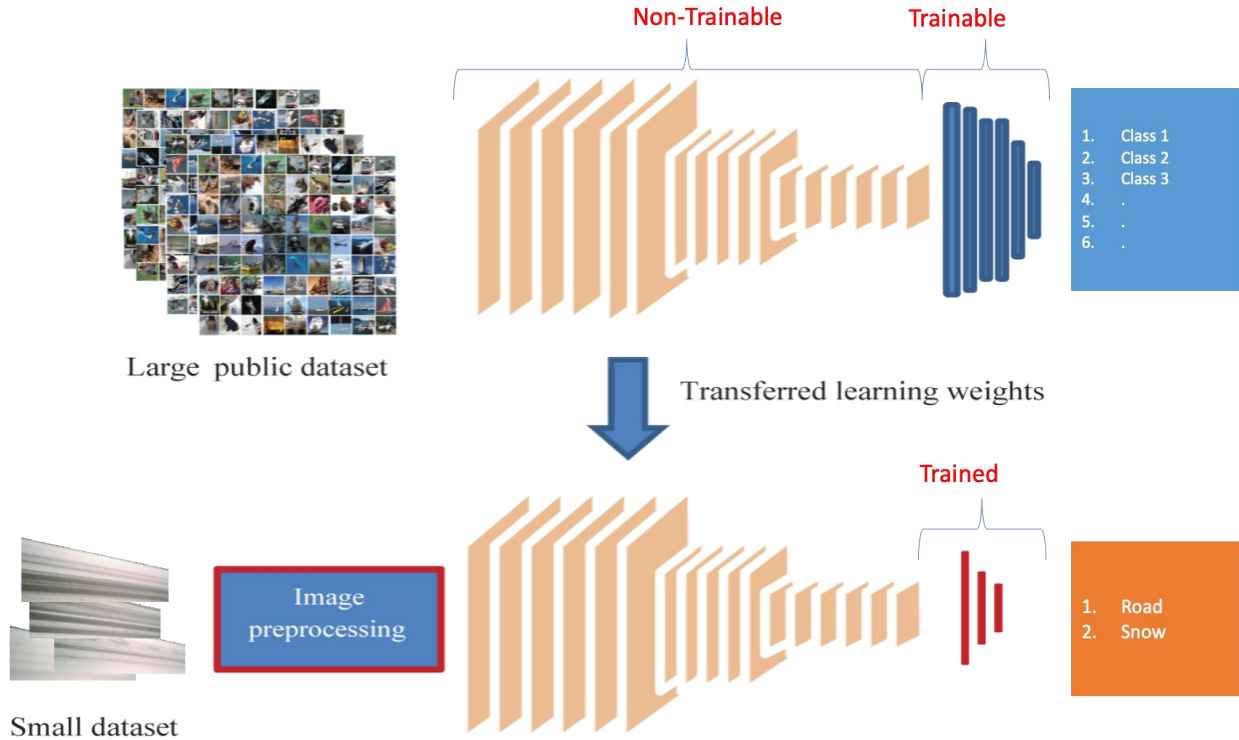 Non-Trainable
Trainable
1. Class 1
2. Class 2
3. Class 3
4. .
5. .
6. .
Large public dataset
Transferred learning weights
Trained
Image
preprocessing
1. Road
2. Snow
Small dataset